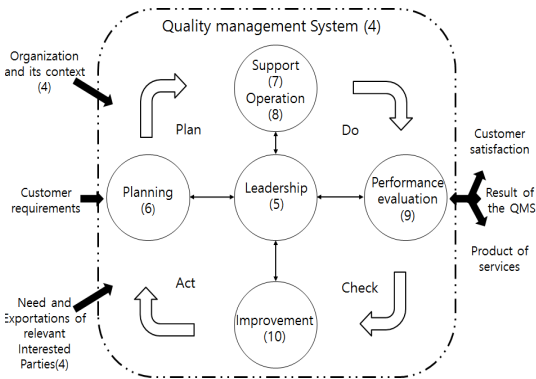 Quality management System (4)
Organization
and its context
(4)
Support
(7)
Operation
(8)
Plan
Do
Customer
satisfaction
Customer
requirements
Planning
(6)
Leadership
(5)
Performance
evaluation
(9)
Result of
the QMS
Product of
services
Act
Check
Need and
Exportations of
relevant
Interested
Parties(4)
Improvement
(10)